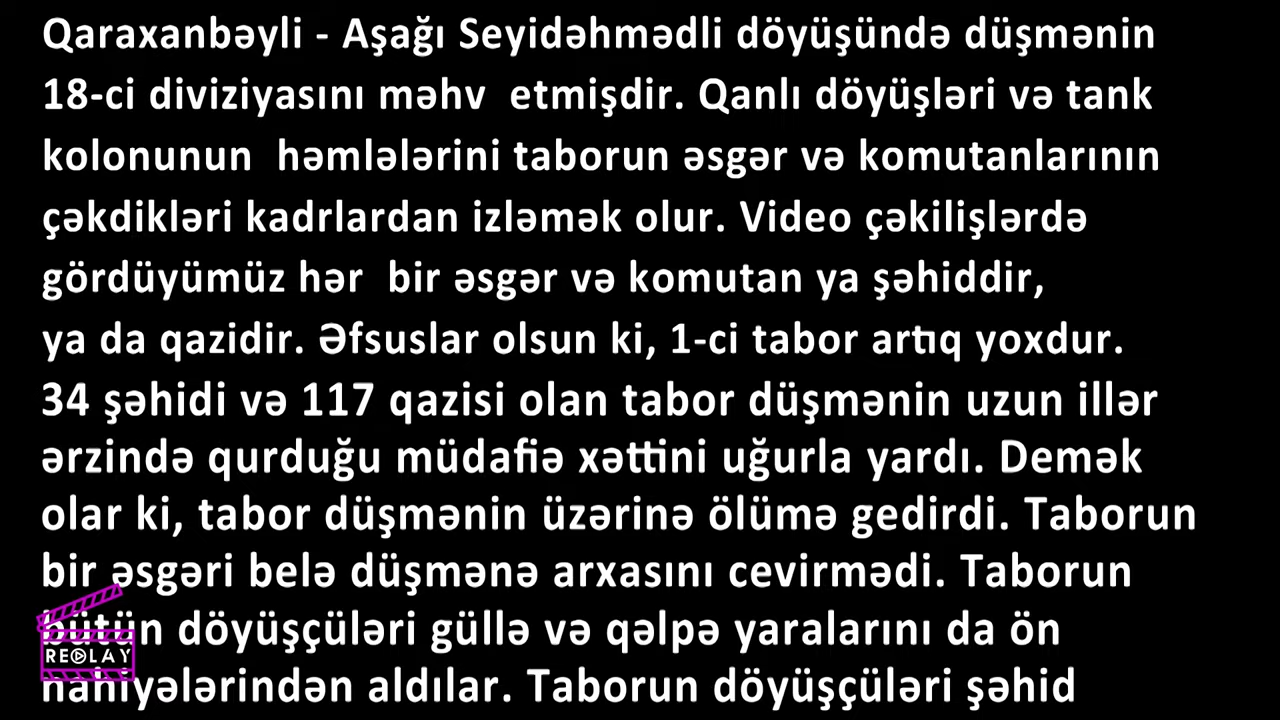 Qaraxanbəyli - Aşağı Seyidəhmədli döyüşündə düşmənin
18-ci diviziyasını məhv etmişdir. Qanlı döyüşləri və tank
kolonunun həmlələrini taborun əsgər və komutanlarının
çəkdikləri kadrlardan izləmək olur. Video çəkilişlərdə
gördüyümüz hər bir əsgər və komutan ya şəhiddir,
ya da qazidir. Əfsuslar olsun ki, 1-ci tabor artıq yoxdur.
34 şəhidi və 117 qazisi olan tabor düşmənin uzun illər
ərzində qurduğu müdafiə xəttini uğurla yardı. Demək
olar ki, tabor düşmənin üzərinə ölümə gedirdi. Taborun
bir əsgəri belə düşmənə arxasını cevirmədi. Taborun
bütün döyüşçüləri güllə və qəlpə yaralarını da ön
nahiyələrindən aldılar. Taborun döyüşçüləri şəhid
REPLAY